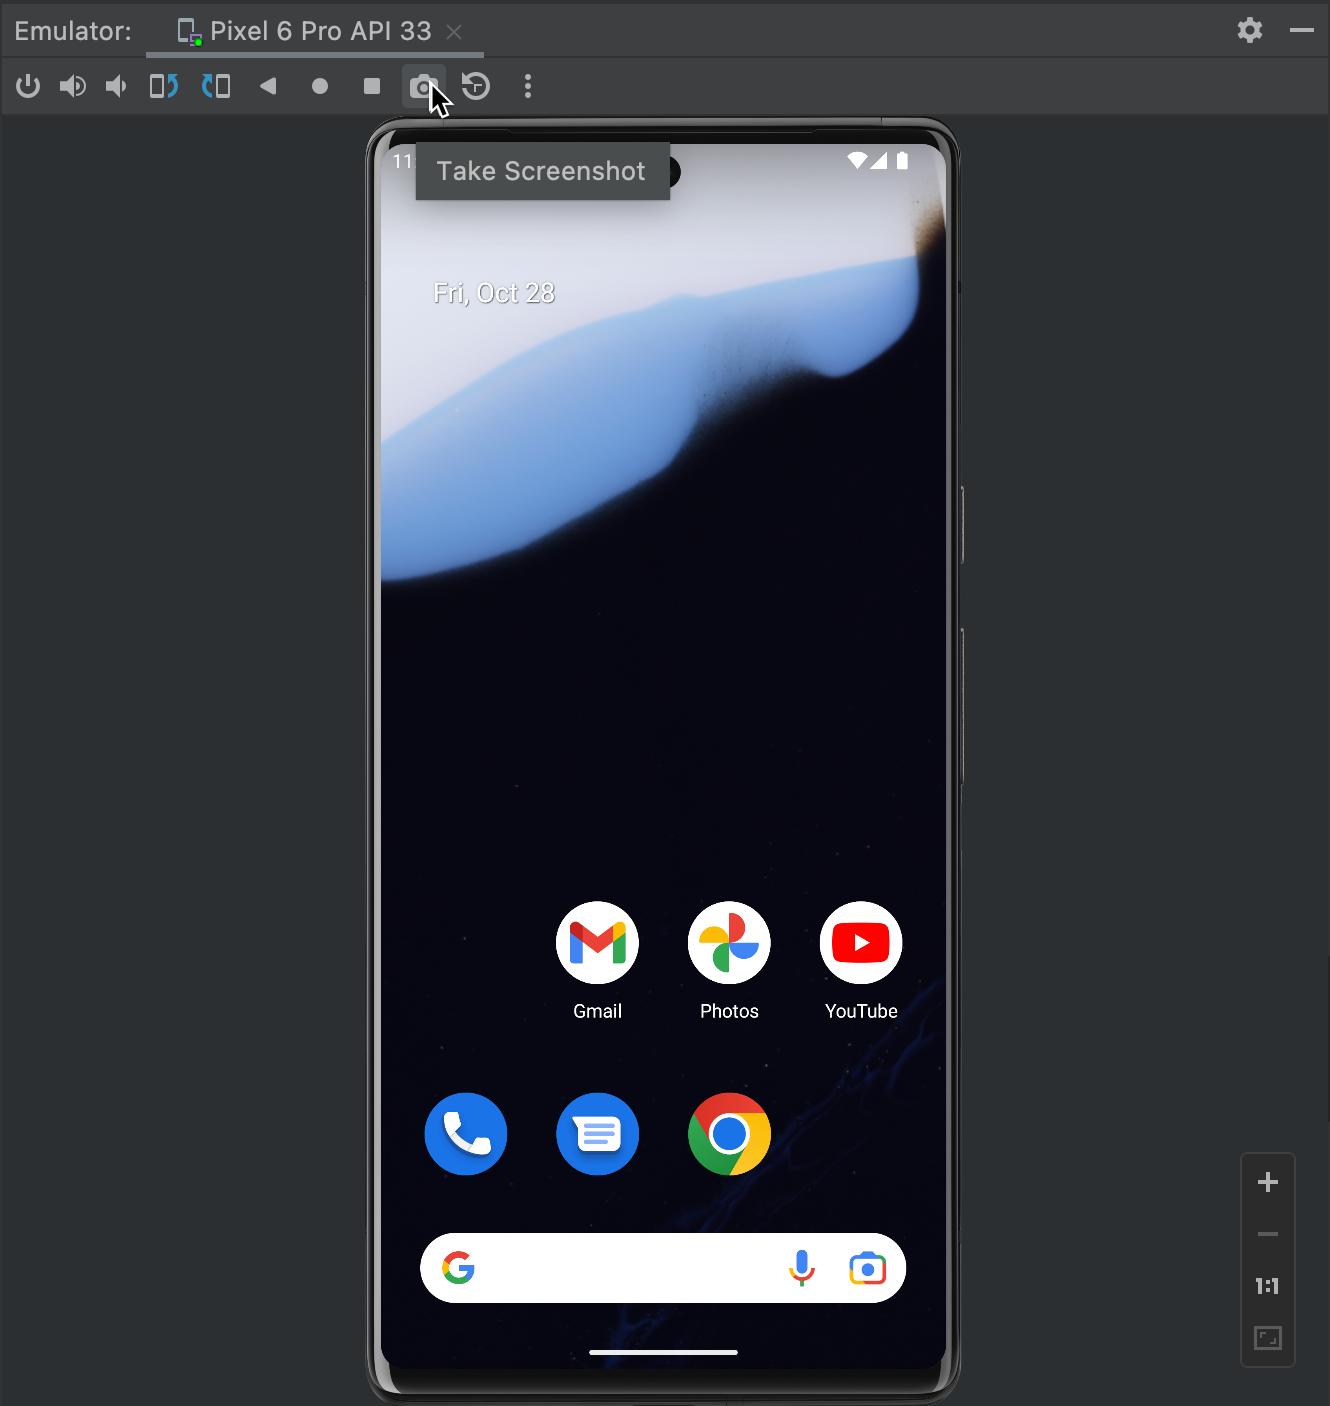 Emulator: Pixel 6 Pro API 33
11
Take Screenshot
Fri, Oct 28
Gmail Photos YouTube
1:1